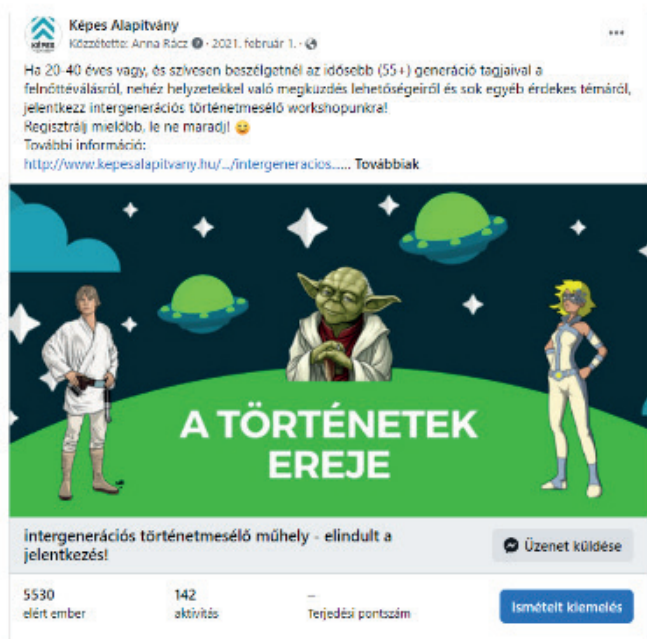 Képes Alapítvány
Közzétette: Anna Rácz · 2021. február 1. ·
KÉPES
Ha 20-40 éves vagy, és szívesen beszélgetnél az idősebb (55+) generáció tagjaival a
felnőttéválásról, nehéz helyzetekkel való megküzdés lehetőségeiről és sok egyéb érdekes témáról,
jelentkezz intergenerációs történetmesélő workshopunkra!
Regisztrálj mielőbb, le ne maradj! 😊
További információ:
http://www.kepesalapitvany.hu/.../intergeneracios..... Továbbiak
A TÖRTÉNETEK
EREJE
intergenerációs történetmesélő műhely - elindult a
jelentkezés!
Üzenet küldése
5530
elért ember
142
aktivitás
--
Terjedési pontszám
Ismételt kiemelés